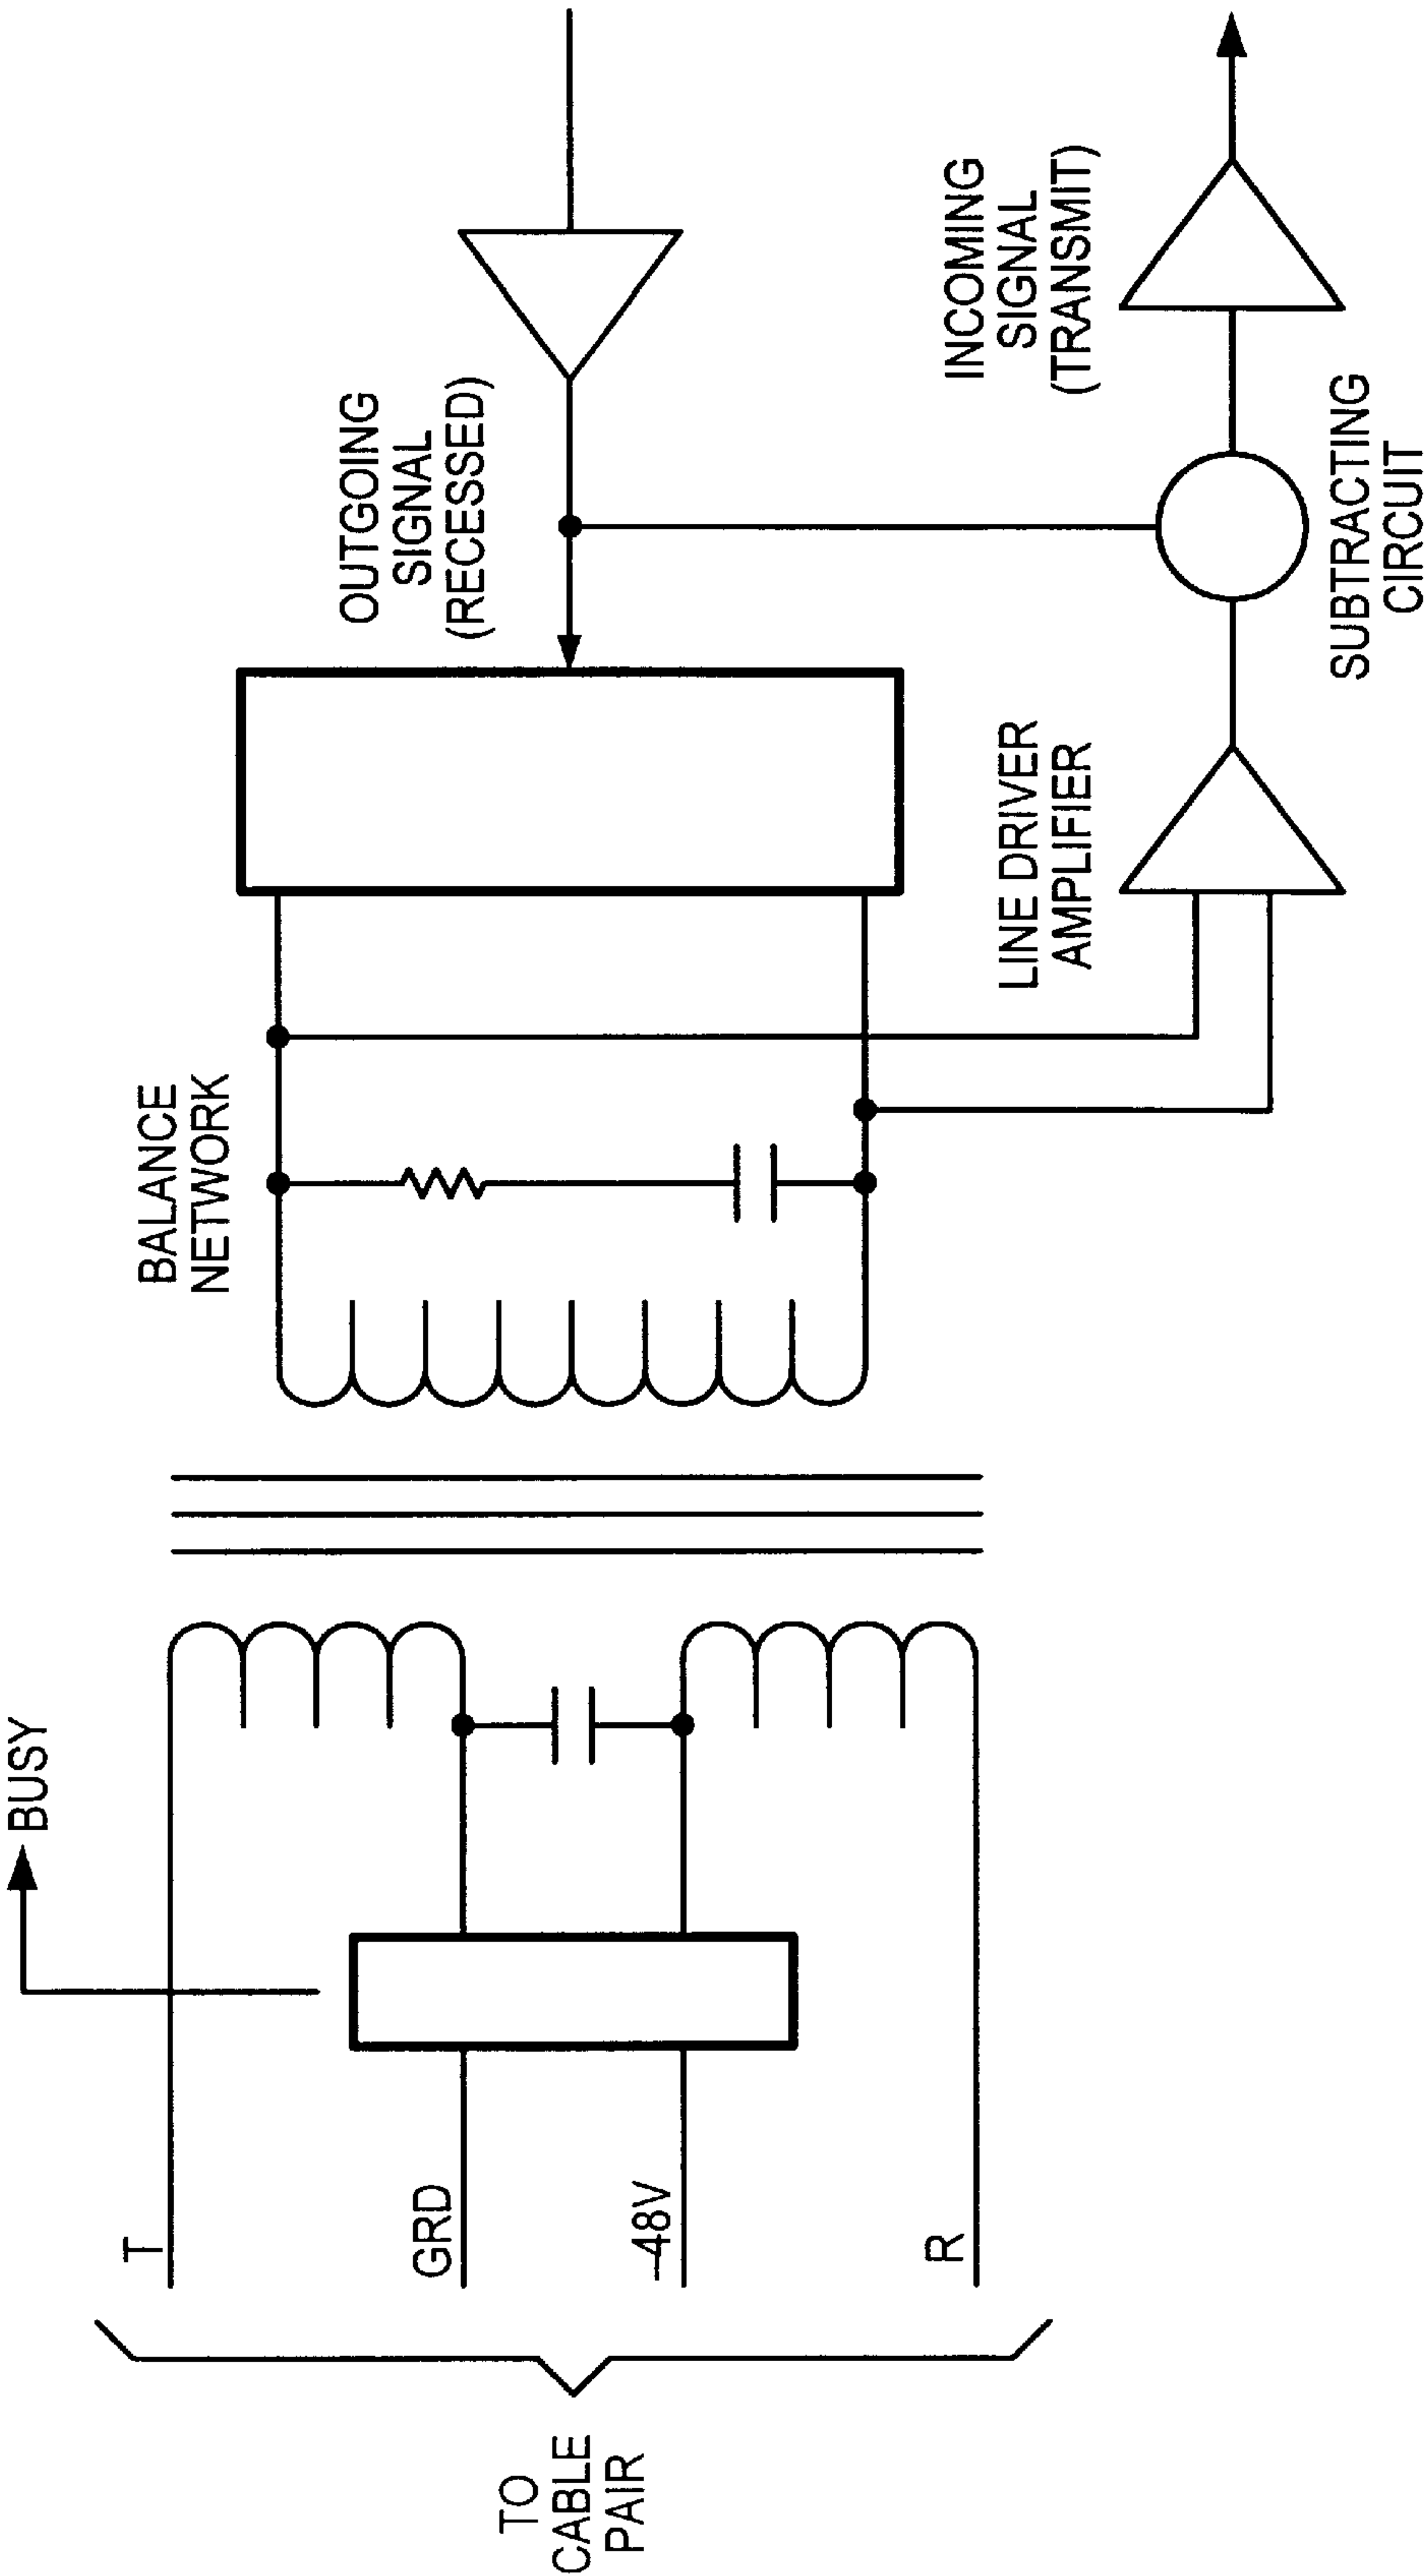 BUSY
T
GRD
-48V
R
TO
CABLE
PAIR
BALANCE
NETWORK
OUTGOING
SIGNAL
(RECESSED)
LINE DRIVER
AMPLIFIER
INCOMING
SIGNAL
(TRANSMIT)
SUBTRACTING
CIRCUIT